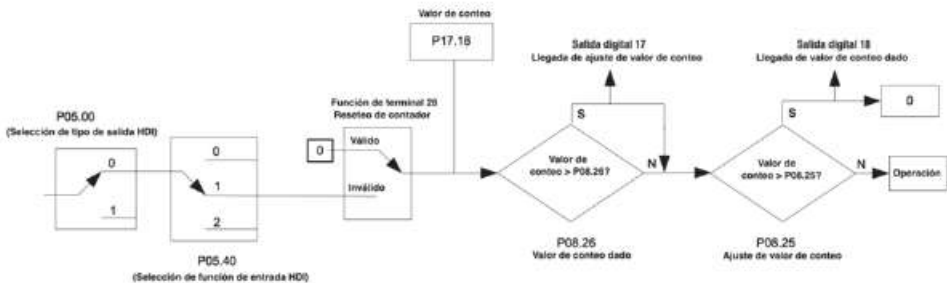 Valor de conteo
P17.18
Salida digital 17
Llegada de ajuste de valor de conteo
Salida digital 18
Llegada de valor de conteo dado
Función de terminal 28
Reseteo de contador
P05.00
(Selección de tipo de salida HDI)
0
1
0
1
2
P05.40
(Selección de función de entrada HDI)
0
Válido
Inválido
S
Valor de
conteo > P08.26?
N
P08.26
Valor de conteo dado
S
0
Valor de
conteo > P08.25?
N
Operación
P08.25
Ajuste de valor de conteo